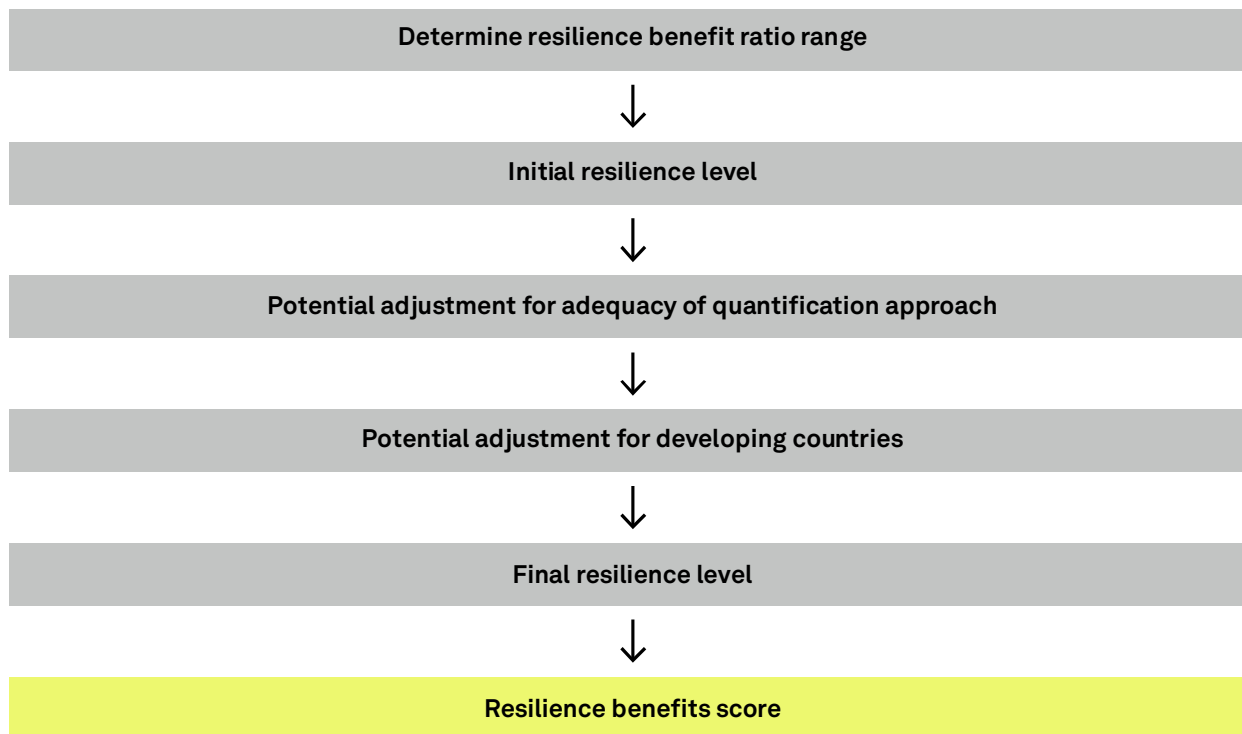 Determine resilience benefit ratio range
Initial resilience level
Potential adjustment for adequacy of quantification approach
Potential adjustment for developing countries
Final resilience level
Resilience benefits score